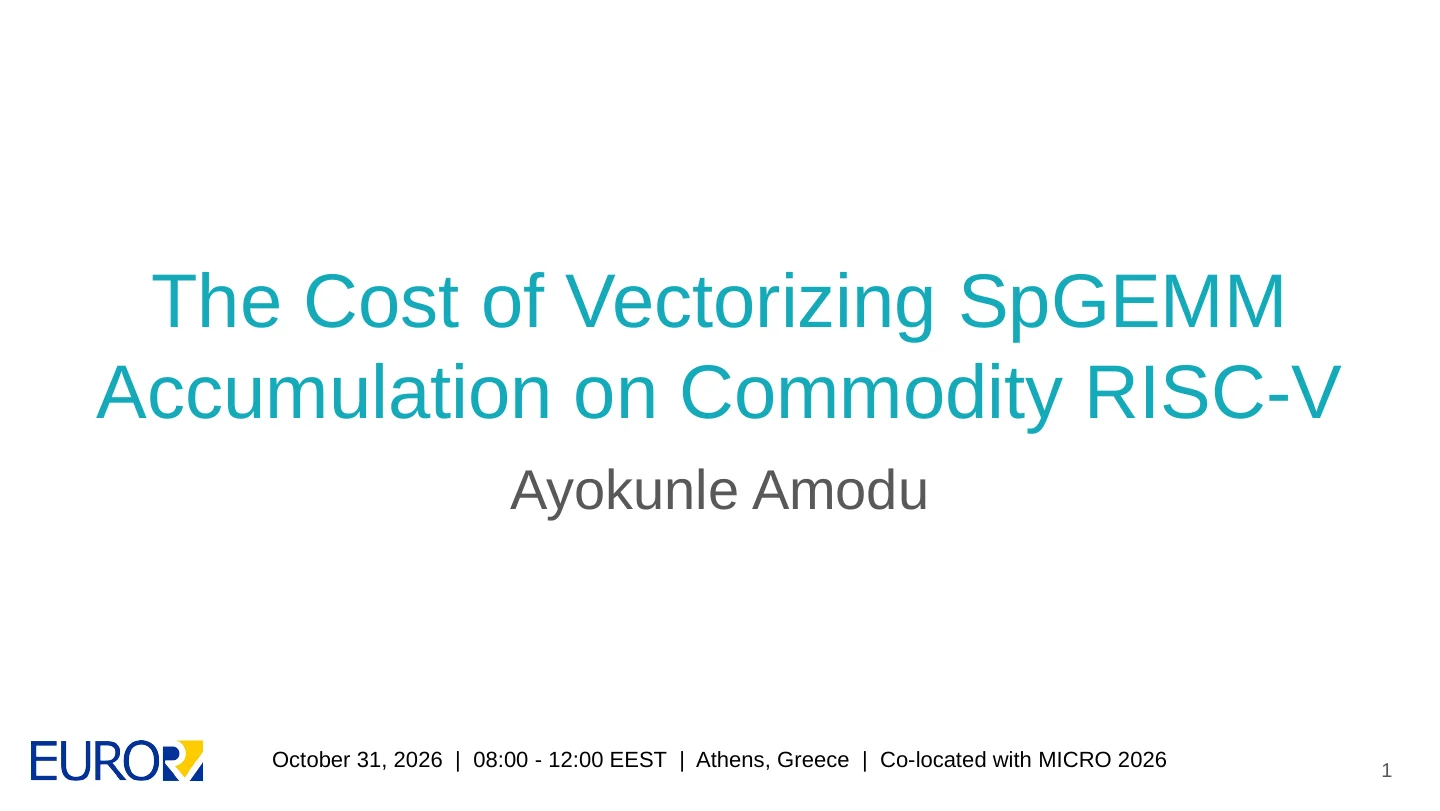 The Cost of Vectorizing SpGEMM
Accumulation on Commodity RISC-V
Ayokunle Amodu
EURORV
October 31, 2026 | 08:00 - 12:00 EEST | Athens, Greece | Co-located with MICRO 2026
1